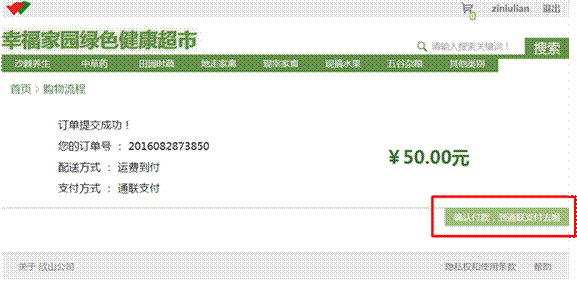 0
ziniulian 退出
幸福家园绿色健康超市
请输入搜索关键词！ 搜索
沙棘养生 中草药 田园时蔬 地走家禽 现宰家畜 现摘水果 五谷杂粮 其他类别
首页 > 购物流程
订单提交成功！
您的订单号 ： 2016082873850
配送方式 ： 运费到付
支付方式 ： 通联支付
￥50.00元
确认付款，到通联支付去啦
关于 欣山公司 隐私权和使用条款 帮助